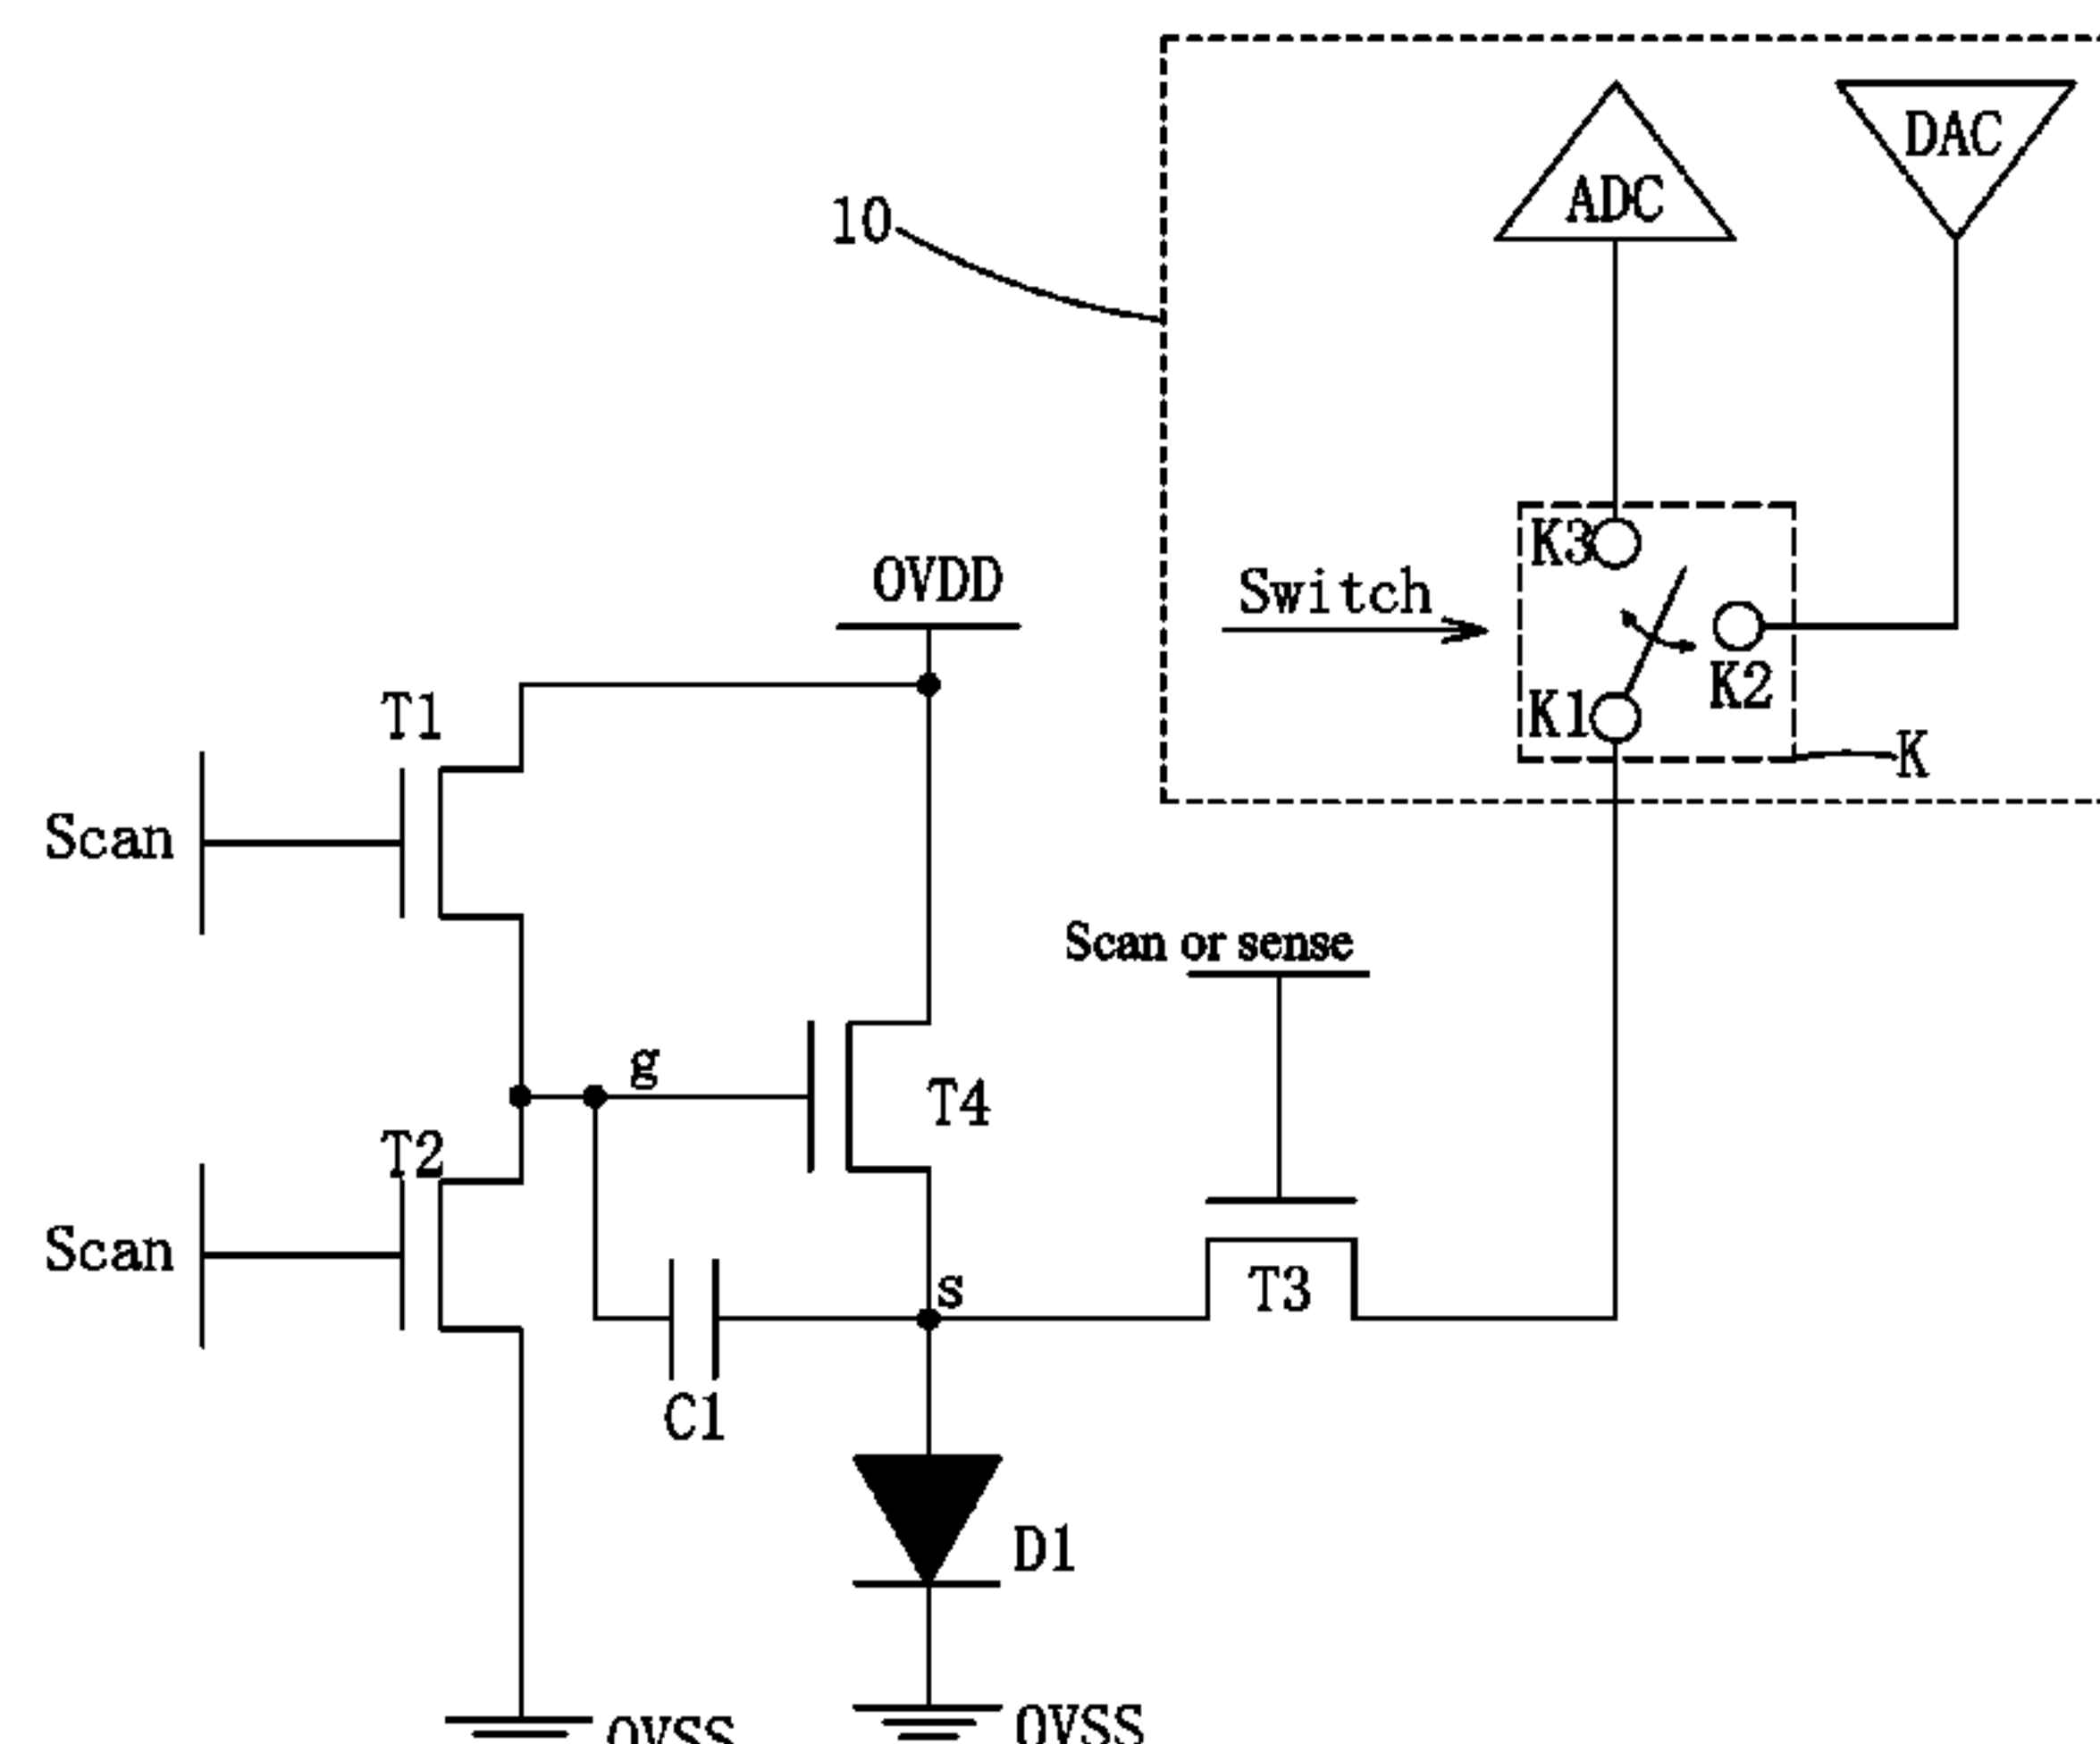 DAC
ADC
10
K3
OVDD
Switch
K2
K1
T1
K
Scan
Scan or sense
g
T4
T2
Scan
s
T3
C1
D1
OVSS
OVSS